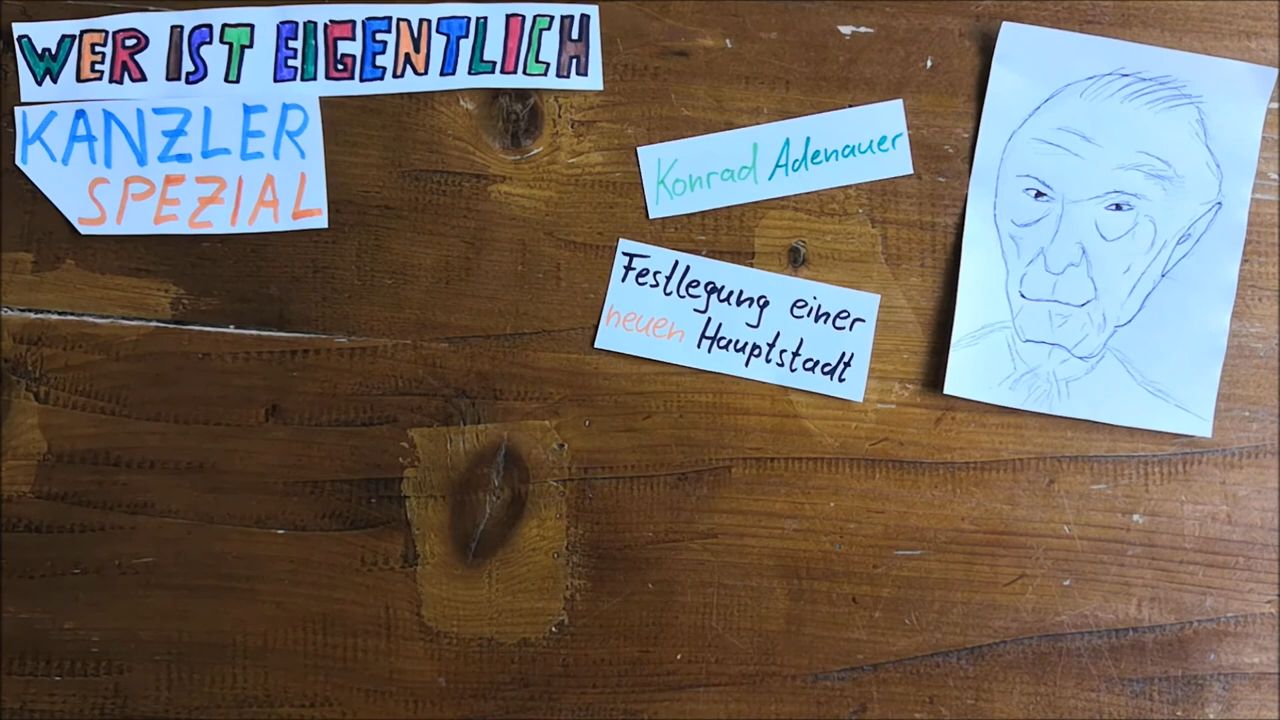 WER IST EIGENTLICH
KANZLER
SPEZIAL
Konrad Adenauer
Festlegung einer
neuen Hauptstadt